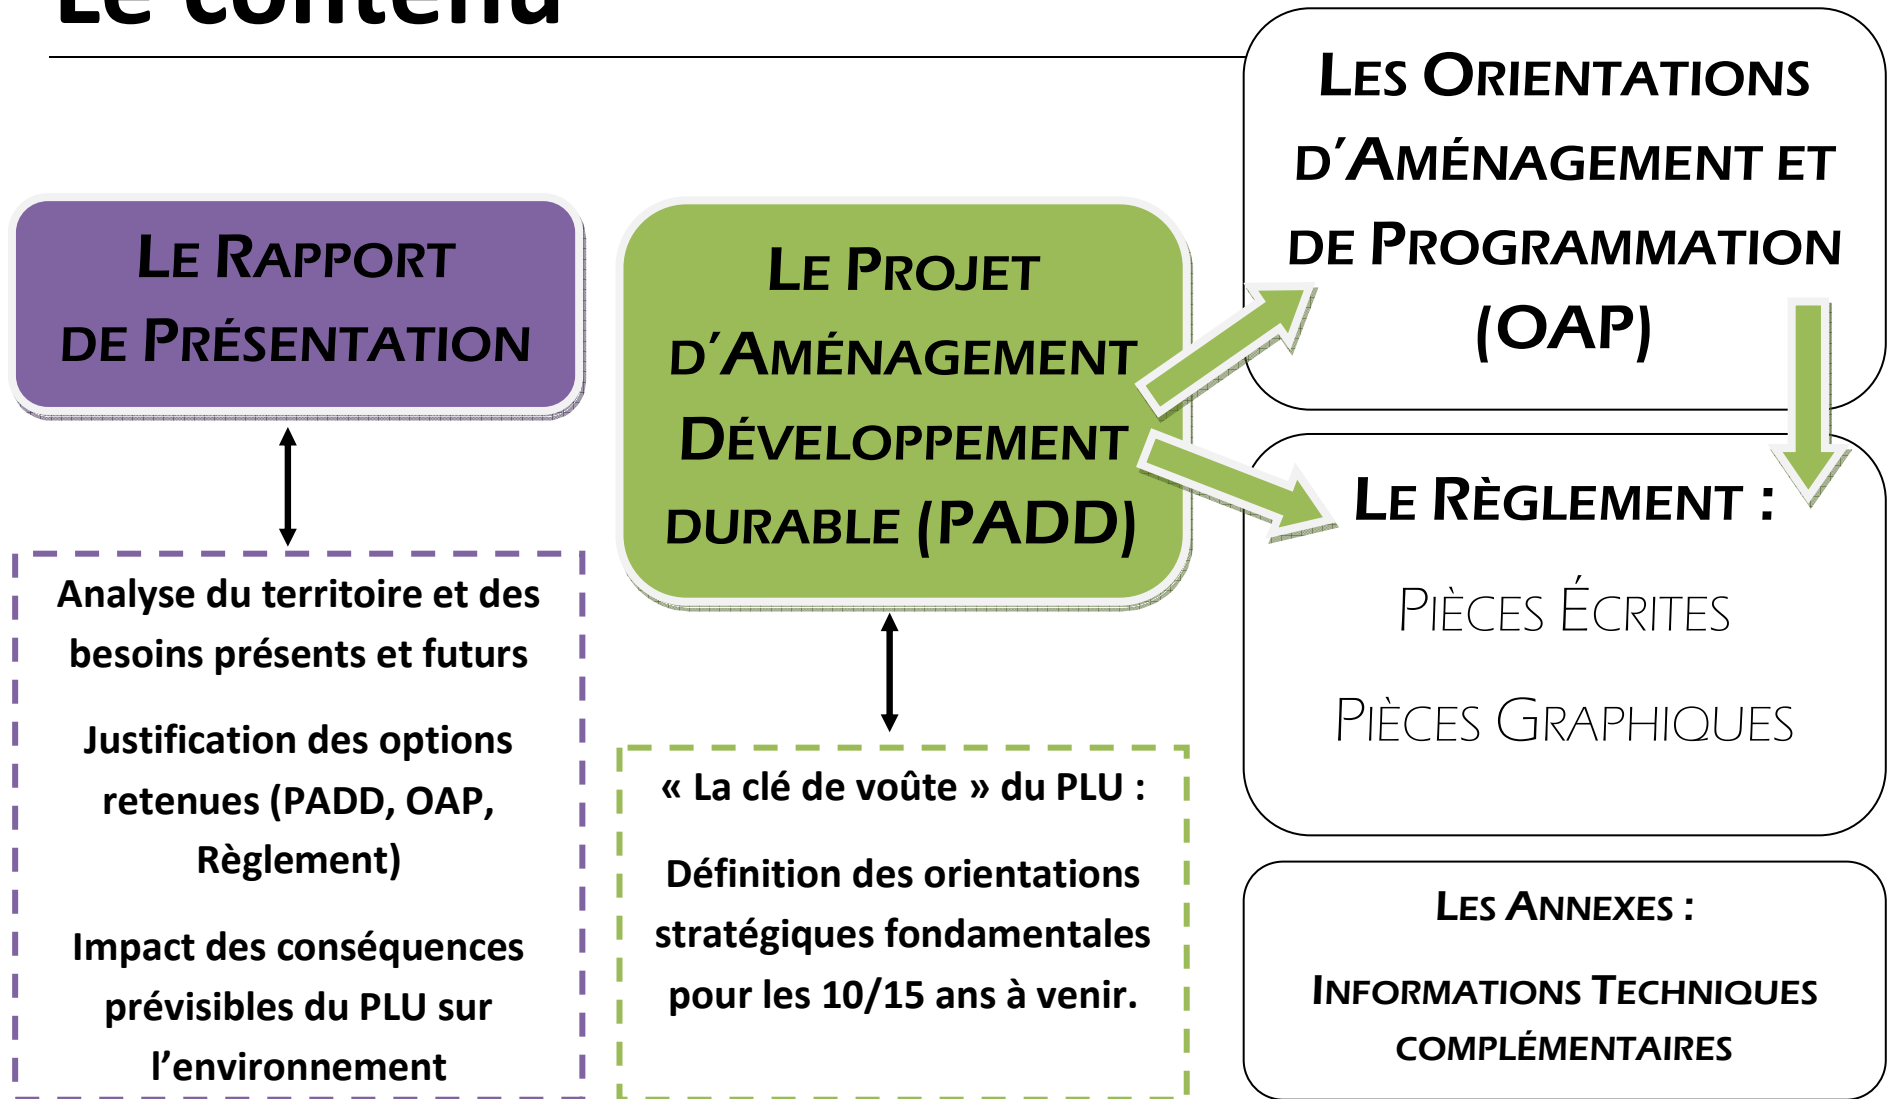 Le contenu
LE RAPPORT
DE PRÉSENTATION
Analyse du territoire et des
besoins présents et futurs
Justification des options
retenues (PADD, OAP,
Règlement)
Impact des conséquences
prévisibles du PLU sur
l’environnement
LE PROJET
D’AMÉNAGEMENT
DÉVELOPPEMENT
DURABLE (PADD)
« La clé de voûte » du PLU :
Définition des orientations
stratégiques fondamentales
pour les 10/15 ans à venir.
LES ORIENTATIONS
D’AMÉNAGEMENT ET
DE PROGRAMMATION
(OAP)
LE RÈGLEMENT :
PIÈCES ÉCRITES
PIÈCES GRAPHIQUES
LES ANNEXES :
INFORMATIONS TECHNIQUES
COMPLÉMENTAIRES